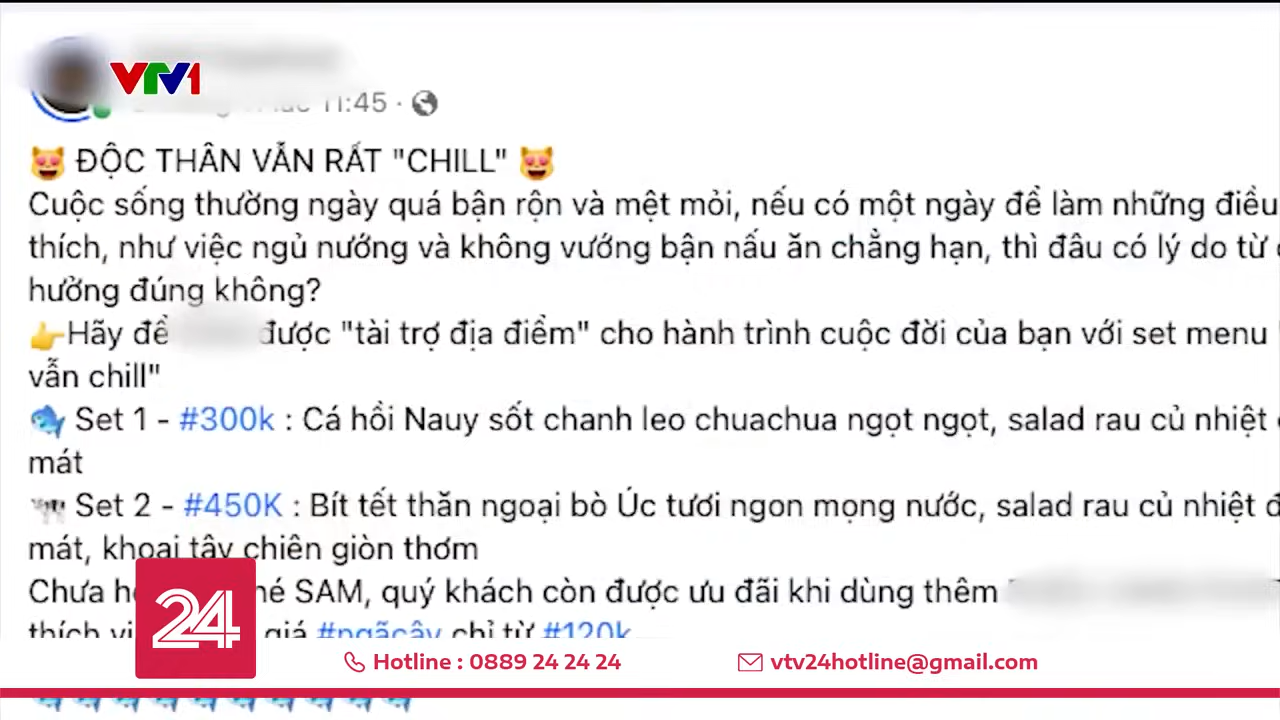 VTV1
11:45 ·
ĐỘC THÂN VẪN RẤT "CHILL"
Cuộc sống thường ngày quá bận rộn và mệt mỏi, nếu có một ngày để làm những điều
thích, như việc ngủ nướng và không vướng bận nấu ăn chẳng hạn, thì đâu có lý do từ
hưởng đúng không?
👉Hãy để được "tài trợ địa điểm" cho hành trình cuộc đời của bạn với set menu
vẫn chill"
Set 1 - #300k : Cá hồi Nauy sốt chanh leo chuachua ngọt ngọt, salad rau củ nhiệt
mát
Set 2 - #450K : Bít tết thăn ngoại bò Úc tươi ngon mọng nước, salad rau củ nhiệt
mát, khoai tây chiên giòn thơm
Chưa SAM, quý khách còn được ưu đãi khi dùng thêm
thích giá #ngãcây chỉ từ #120k
24
Hotline : 0889 24 24 24
vtv24hotline@gmail.com